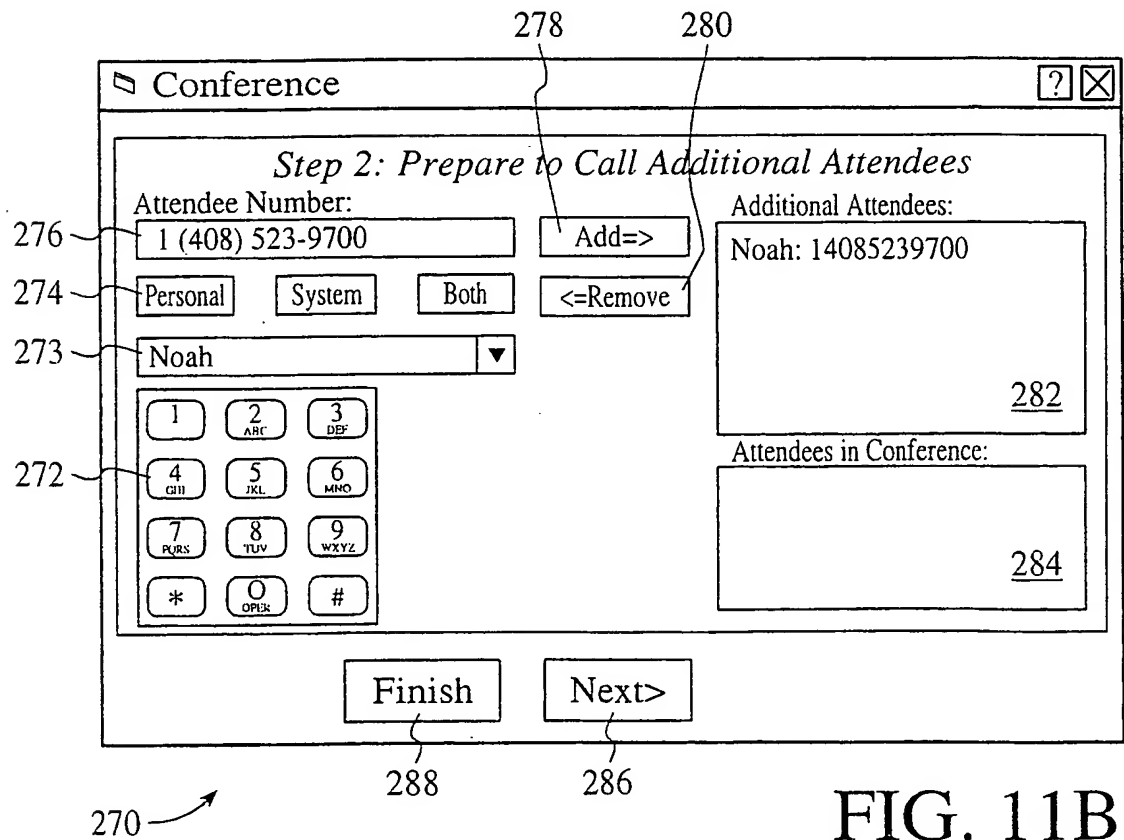 278 280
Conference ?
Step 2: Prepare to Call Additional Attendees
Attendee Number:
276 1 (408) 523-9700
Add=>
274 Personal System Both
<=Remove
273 Noah
272
1 2 ABC 3 DEF
4 GHI 5 JKL 6 MNO
7 PQRS 8 TUV 9 WXYZ
* 0 OPER #
Additional Attendees:
Noah: 14085239700
282
Attendees in Conference:
284
Finish Next>
288 286
270
FIG. 11B